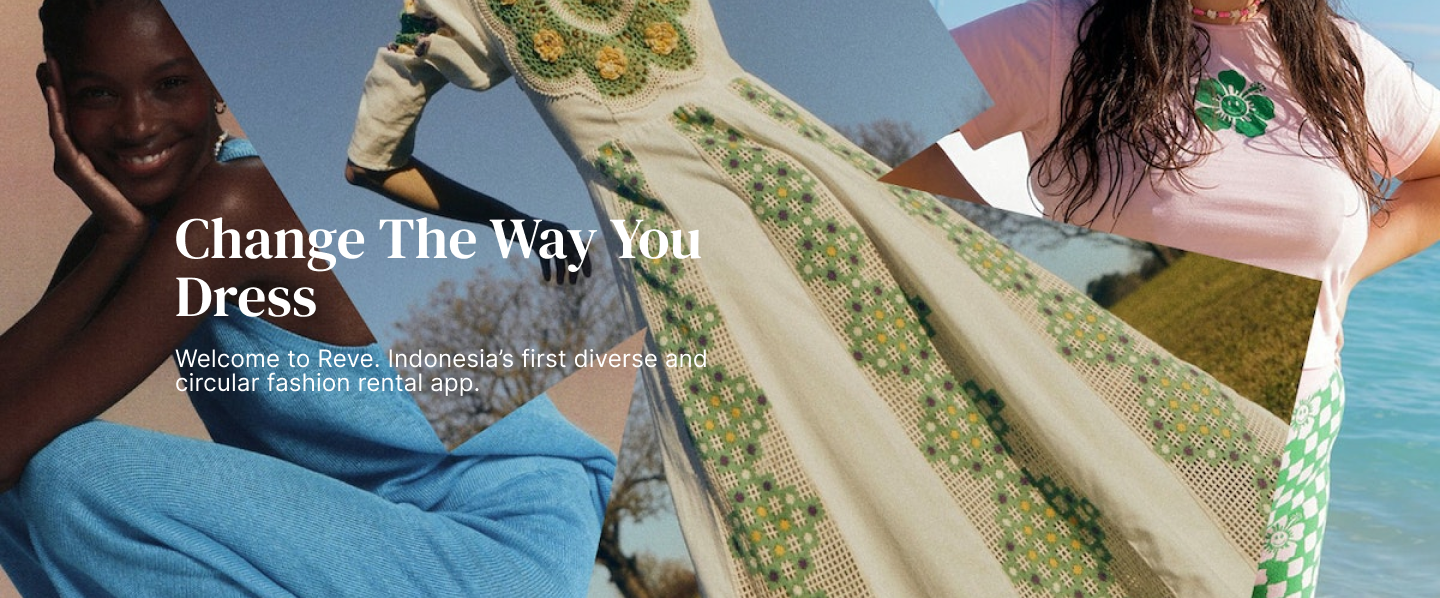 Change The Way You
Dress
Welcome to Reve. Indonesia’s first diverse and
circular fashion rental app.